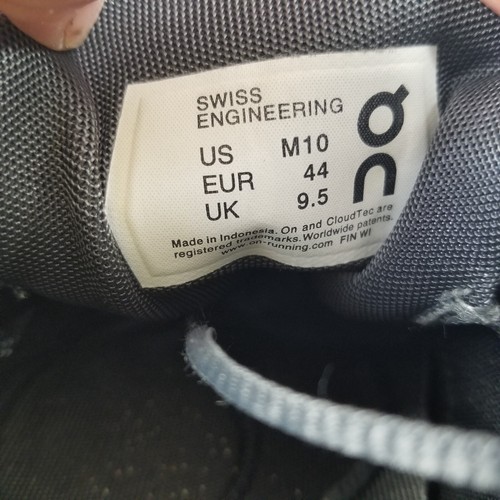 SWISS
ENGINEERING
US M10
EUR 44
UK 9.5
On
Made in Indonesia. On and CloudTec are
registered trademarks. Worldwide patents.
www.on-running.com FIN WI